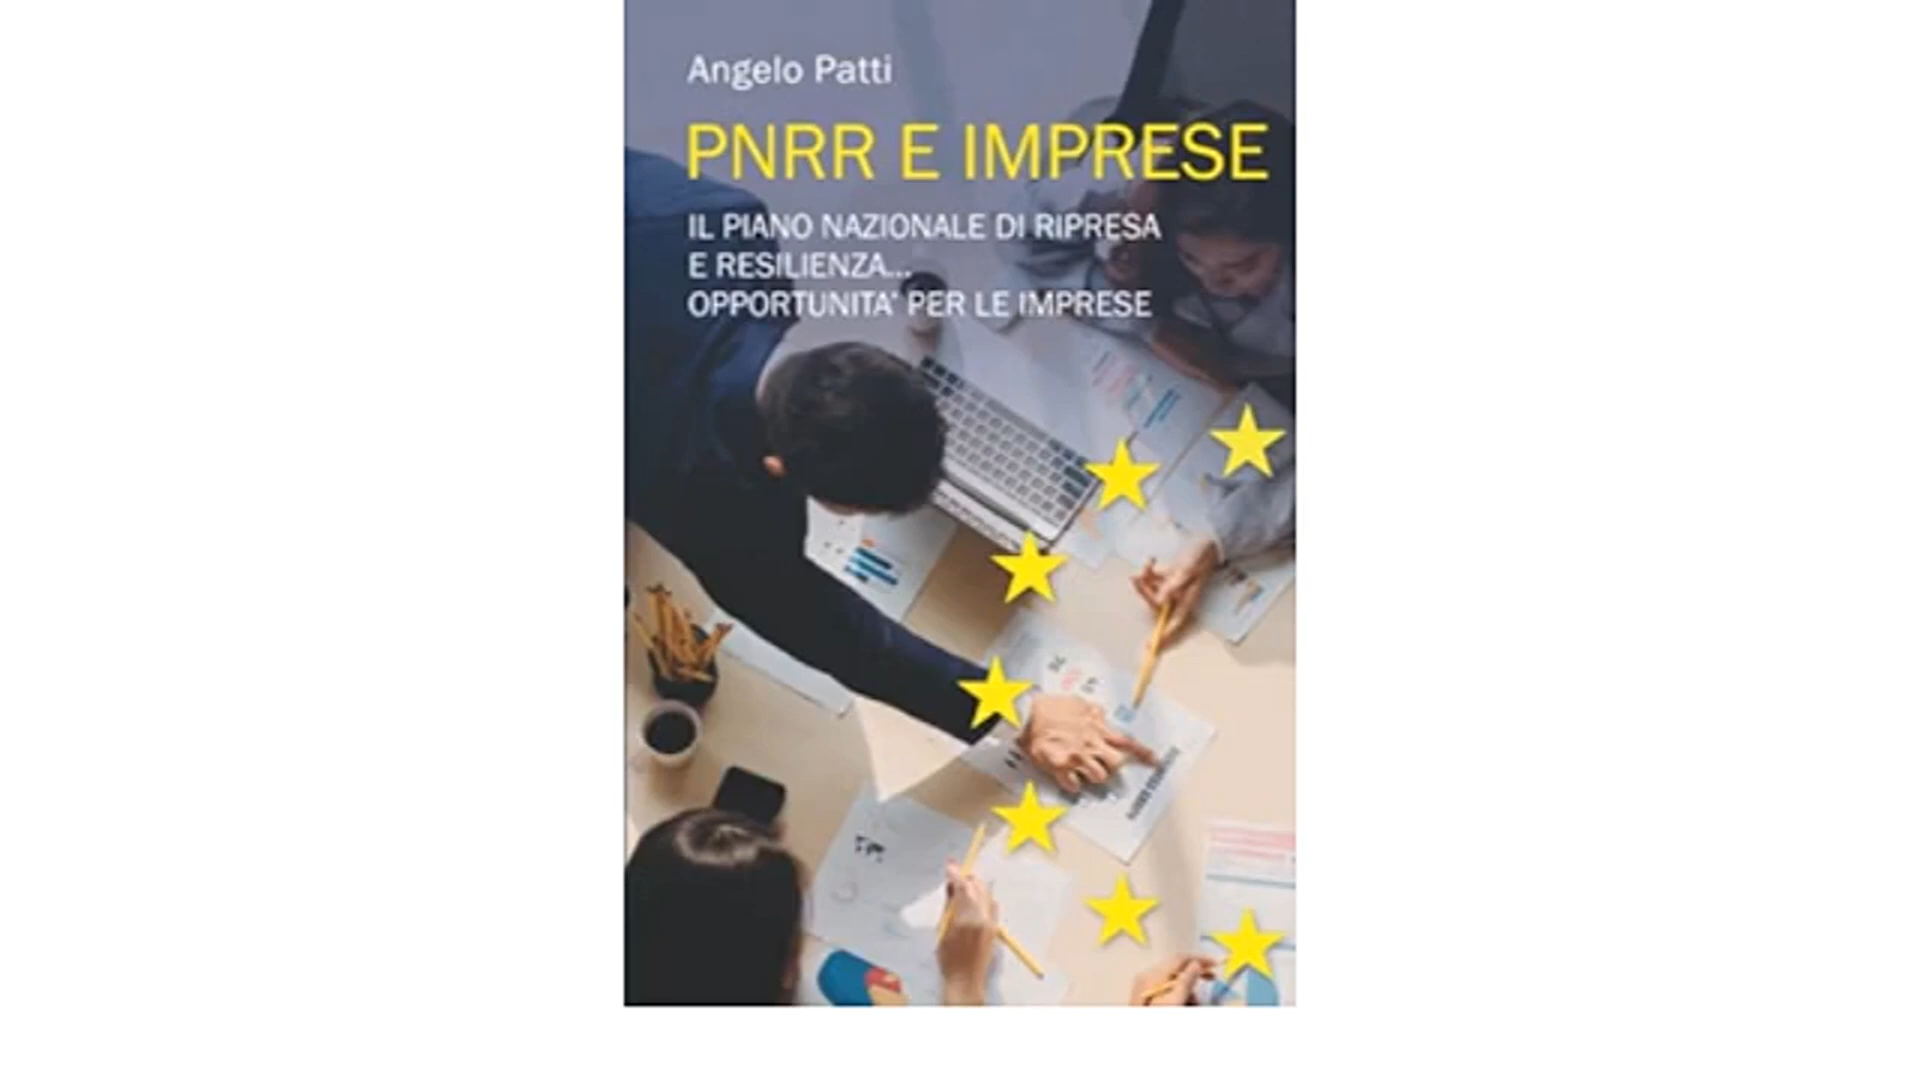 Angelo Patti
PNRR E IMPRESE
IL PIANO NAZIONALE DI RIPRESA
E RESILIENZA...
OPPORTUNITA' PER LE IMPRESE